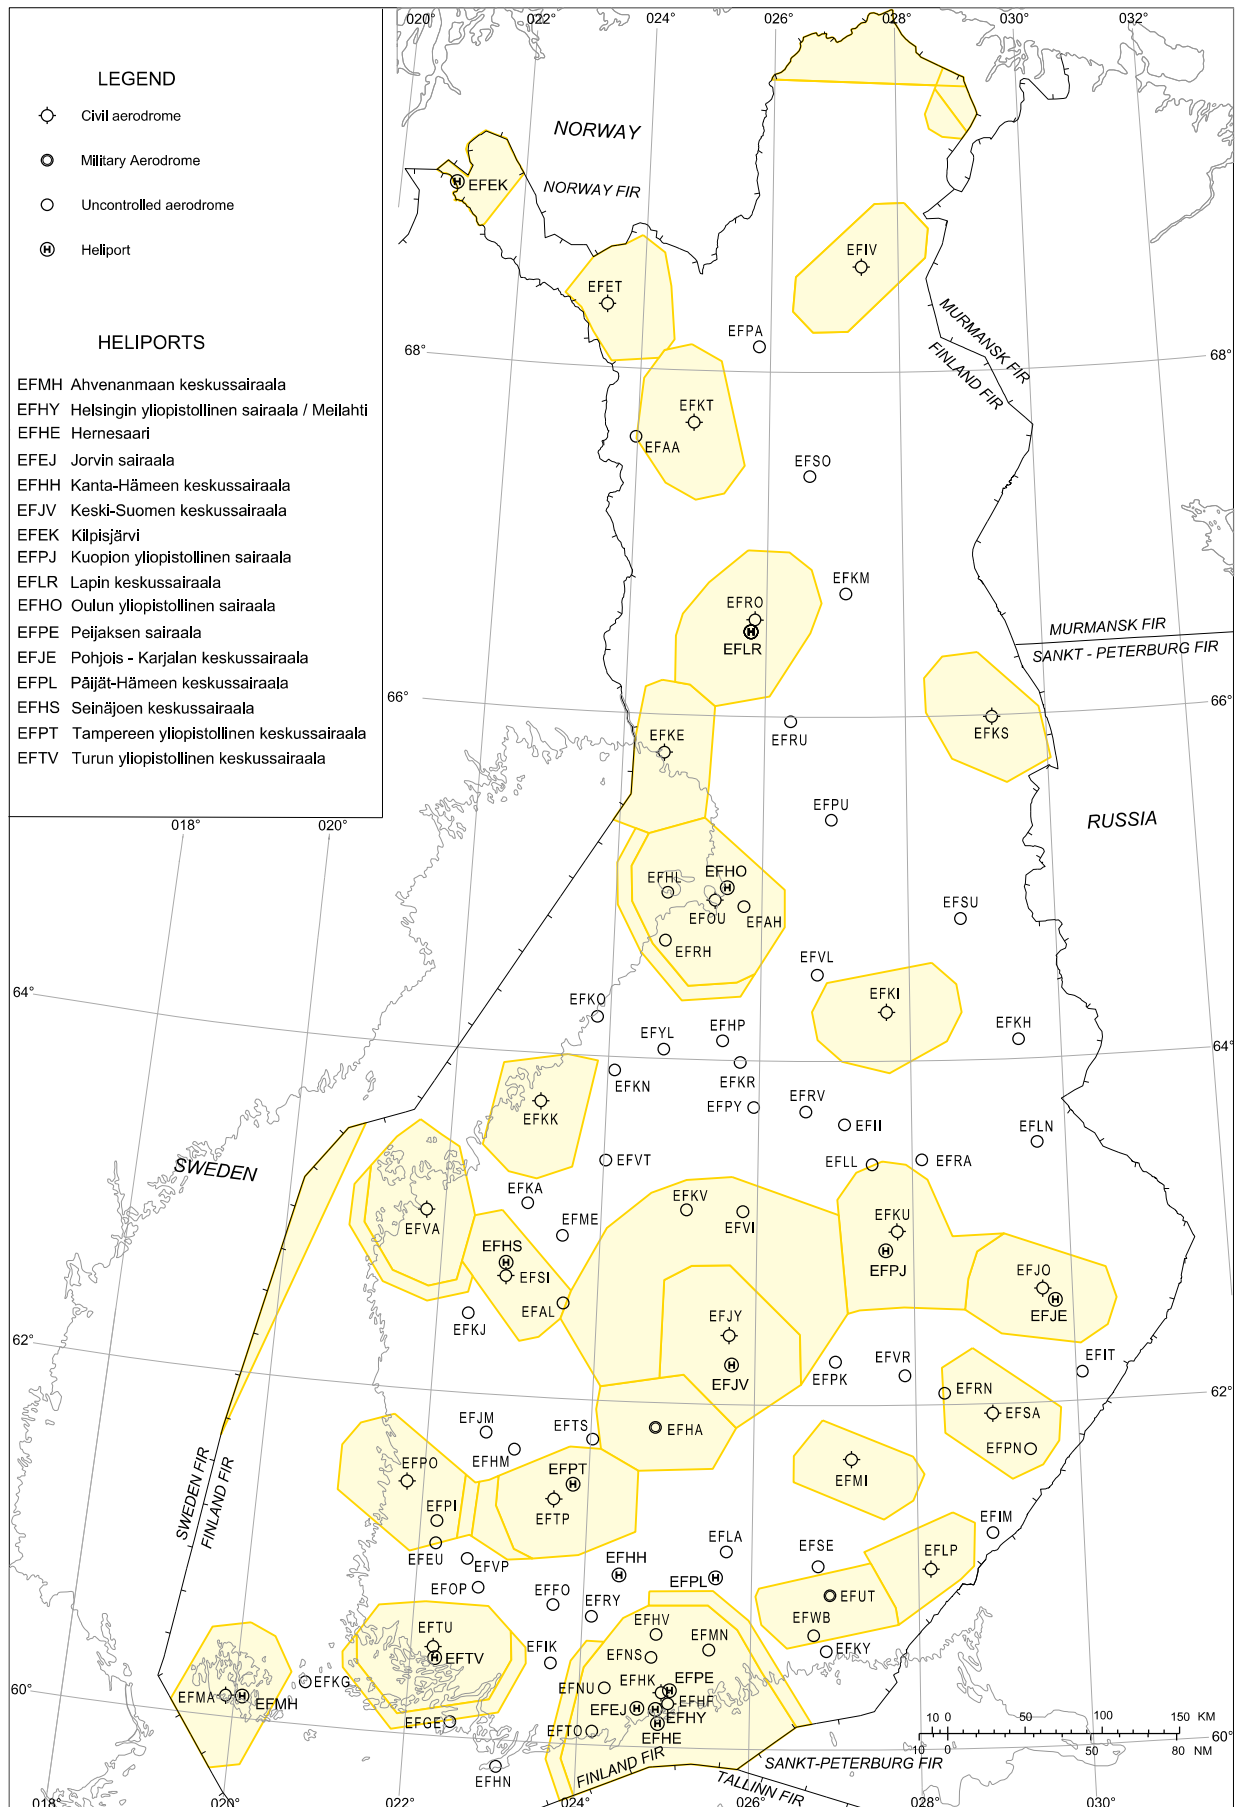 020°
022°
024°
026°
028°
030°
032°
LEGEND
Civil aerodrome
Military Aerodrome
Uncontrolled aerodrome
Heliport
HELIPORTS
EFMH Ahvenanmaan keskussairaala
EFHY Helsingin yliopistollinen sairaala / Meilahti
EFHE Hernesaari
EFEJ Jorvin sairaala
EFHH Kanta-Hämeen keskussairaala
EFJV Keski-Suomen keskussairaala
EFEK Kilpisjärvi
EFPJ Kuopion yliopistollinen sairaala
EFLR Lapin keskussairaala
EFHO Oulun yliopistollinen sairaala
EFPE Peijaksen sairaala
EFJE Pohjois - Karjalan keskussairaala
EFPL Päijät-Hämeen keskussairaala
EFHS Seinäjoen keskussairaala
EFPT Tampereen yliopistollinen keskussairaala
EFTV Turun yliopistollinen keskussairaala
NORWAY
NORWAY FIR
EFEK
EFIV
EFET
MURMANSK FIR
FINLAND FIR
EFPA
68°
68°
EFKT
EFAA
EFSO
EFKM
EFRO
EFLR
MURMANSK FIR
SANKT - PETERBURG FIR
66°
66°
EFKE
EFRU
EFKS
EFPU
RUSSIA
018°
020°
EFHL
EFHO
EFOU
EFAH
EFRH
EFSU
EFVL
64°
EFKI
EFKO
EFYL
EFHP
EFKH
64°
EFKN
EFKR
EFKK
EFPY
EFRV
EFII
EFLN
SWEDEN
EFVT
EFLL
EFRA
EFKA
EFKV
EFVI
EFVA
EFME
EFKU
EFHS
EFSI
EFPJ
EFJO
EFAL
EFJE
EFKJ
EFJY
62°
EFJV
EFPK
EFVR
EFIT
62°
EFRN
EFSA
EFJM
EFTS
EFHA
EFHM
EFPN
EFPO
EFPT
EFMI
SWEDEN FIR
FINLAND FIR
EFPI
EFTP
EFIM
EFEU
EFVP
EFHH
EFLA
EFSE
EFLP
EFOP
EFPL
EFFO
EFRY
EFUT
EFTU
EFHV
EFMN
EFWB
EFTV
EFIK
EFNS
EFKY
60°
EFKG
EFNU
EFHK
EFPE
EFMA
EFMH
EFEJ
EFHF
EFHY
EFGE
EFTO
EFHE
10 0 50 100 150 KM
10 0 50 80 NM
60°
EFHN
FINLAND FIR
TALLINN FIR
SANKT-PETERBURG FIR
018°
020°
022°
024°
026°
028°
030°